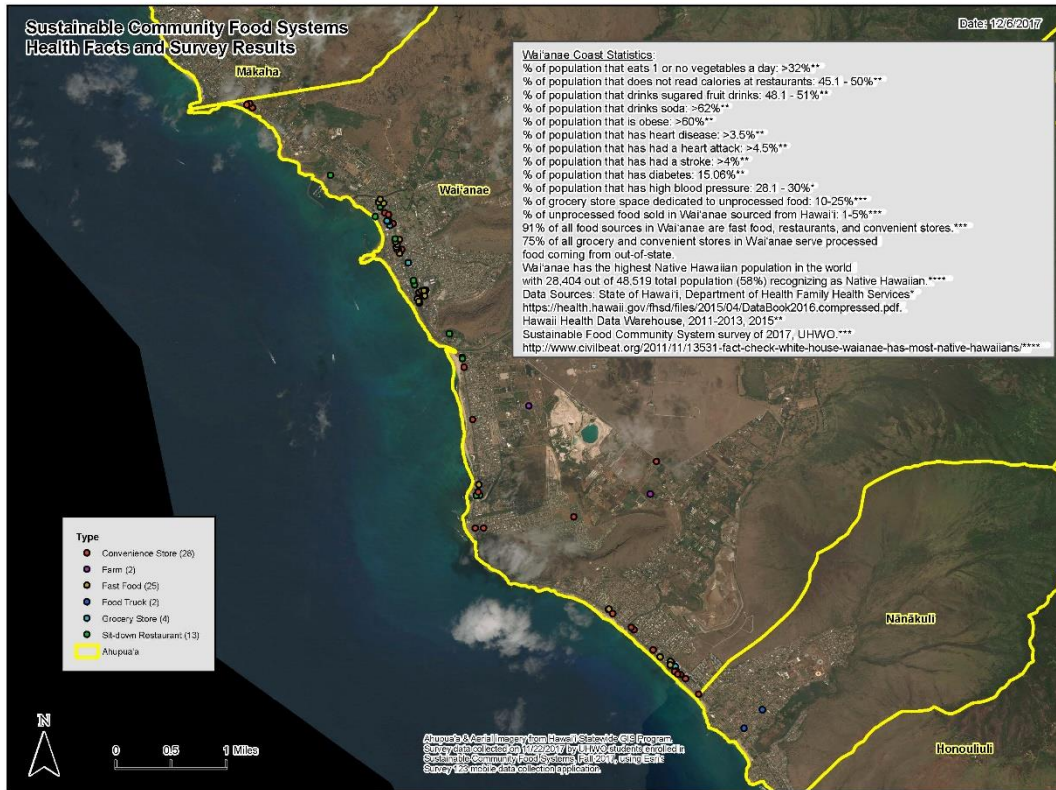 Sustainable Community Food Systems
Health Facts and Survey Results
Date: 12/6/2017
Mākaha
Wai'anae
Wai'anae Coast Statistics:
% of population that eats 1 or no vegetables a day: >32%**
% of population that does not read calories at restaurants: 45.1 - 50%**
% of population that drinks sugared fruit drinks: 48.1 - 51%**
% of population that drinks soda: >62%**
% of population that is obese: >60%**
% of population that has heart disease: >3.5%**
% of population that has had a heart attack: >4.5%**
% of population that has had a stroke: >4%**
% of population that has diabetes: 15.06%**
% of population that has high blood pressure: 28.1 - 30%*
% of grocery store space dedicated to unprocessed food: 10-25%***
% of unprocessed food sold in Wai'anae sourced from Hawai'i: 1-5%***
91% of all food sources in Wai'anae are fast food, restaurants, and convenient stores.***
75% of all grocery and convenient stores in Wai'anae serve processed
food coming from out-of-state.
Wai'anae has the highest Native Hawaiian population in the world
with 28,404 out of 48,519 total population (58%) recognizing as Native Hawaiian.****
Data Sources: State of Hawai'i, Department of Health Family Health Services*
https://health.hawaii.gov/fhsd/files/2015/04/DataBook2016.compressed.pdf.
Hawaii Health Data Warehouse, 2011-2013, 2015**
Sustainable Food Community System survey of 2017, UHWO.***
http://www.civilbeat.org/2011/11/13531-fact-check-white-house-waianae-has-most-native-hawaiians/****
Type
Convenience Store (28)
Farm (2)
Fast Food (25)
Food Truck (2)
Grocery Store (4)
Sit-down Restaurant (13)
Ahupua'a
Nānākuli
Honouliuli
N
0 0.5 1 Miles
Ahupua'a & Aerial Imagery from Hawai'i Statewide GIS Program.
Survey data collected on 11/22/2017 by UHWO students enrolled in
Sustainable Community Food Systems, Fall 2017, using Esri's
Survey 123 mobile data collection application.